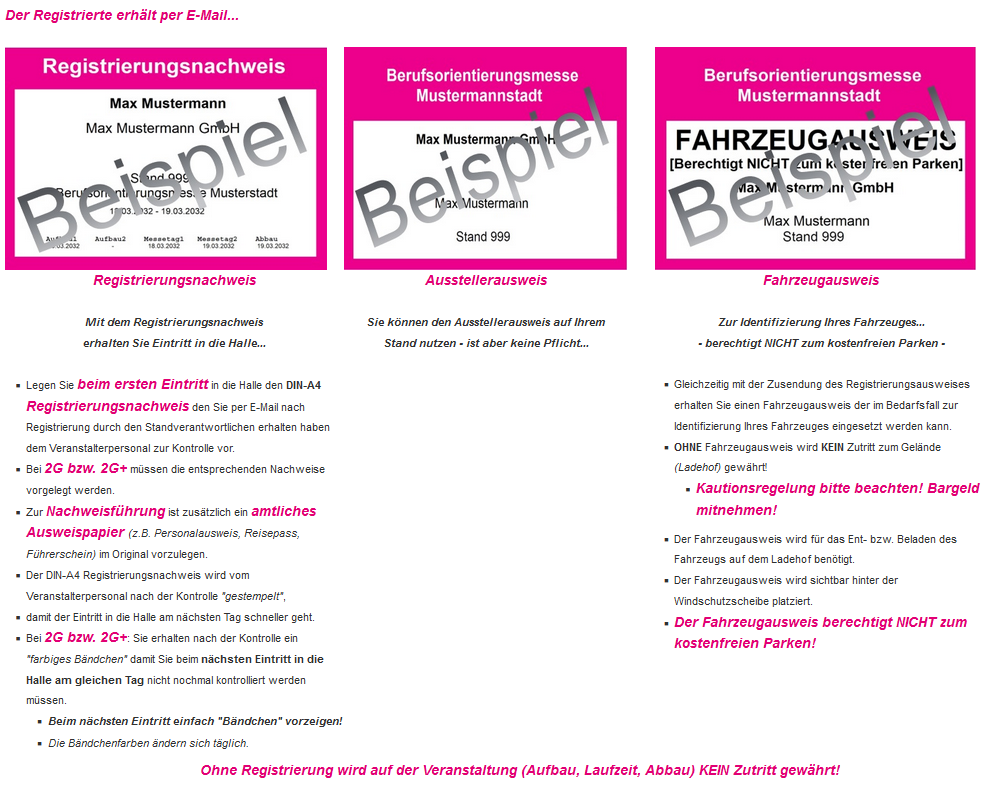 Der Registrierte erhält per E-Mail...
Registrierungsnachweis
Max Mustermann
Max Mustermann GmbH
Stand 999
Berufsorientierungsmesse Musterstadt
18.03.2032 - 19.03.2032
Aufbau1 Aufbau2 Messetag1 Messetag2 Abbau
.03.2032 - 18.03.2032 19.03.2032 19.03.2032
Beispiel
Registrierungsnachweis
Mit dem Registrierungsnachweis
erhalten Sie Eintritt in die Halle...
Legen Sie beim ersten Eintritt in die Halle den DIN-A4
Registrierungsnachweis den Sie per E-Mail nach
Registrierung durch den Standverantwortlichen erhalten haben
dem Veranstalterpersonal zur Kontrolle vor.
Bei 2G bzw. 2G+ müssen die entsprechenden Nachweise
vorgelegt werden.
Zur Nachweisführung ist zusätzlich ein amtliches
Ausweispapier (z.B. Personalausweis, Reisepass,
Führerschein) im Original vorzulegen.
Der DIN-A4 Registrierungsnachweis wird vom
Veranstalterpersonal nach der Kontrolle "gestempelt",
damit der Eintritt in die Halle am nächsten Tag schneller geht.
Bei 2G bzw. 2G+: Sie erhalten nach der Kontrolle ein
"farbiges Bändchen" damit Sie beim nächsten Eintritt in die
Halle am gleichen Tag nicht nochmal kontrolliert werden
müssen.
Beim nächsten Eintritt einfach "Bändchen" vorzeigen!
Die Bändchenfarben ändern sich täglich.
Berufsorientierungsmesse
Mustermannstadt
Max Mustermann GmbH
Max Mustermann
Stand 999
Beispiel
Ausstellerausweis
Sie können den Ausstellerausweis auf Ihrem
Stand nutzen - ist aber keine Pflicht...
Berufsorientierungsmesse
Mustermannstadt
FAHRZEUGAUSWEIS
[Berechtigt NICHT zum kostenfreien Parken]
Max Mustermann GmbH
Max Mustermann
Stand 999
Beispiel
Fahrzeugausweis
Zur Identifizierung Ihres Fahrzeuges...
- berechtigt NICHT zum kostenfreien Parken -
Gleichzeitig mit der Zusendung des Registrierungsausweises
erhalten Sie einen Fahrzeugausweis der im Bedarfsfall zur
Identifizierung Ihres Fahrzeuges eingesetzt werden kann.
OHNE Fahrzeugausweis wird KEIN Zutritt zum Gelände
(Ladehof) gewährt!
Kautionsregelung bitte beachten! Bargeld
mitnehmen!
Der Fahrzeugausweis wird für das Ent- bzw. Beladen des
Fahrzeugs auf dem Ladehof benötigt.
Der Fahrzeugausweis wird sichtbar hinter der
Windschutzscheibe platziert.
Der Fahrzeugausweis berechtigt NICHT zum
kostenfreien Parken!
Ohne Registrierung wird auf der Veranstaltung (Aufbau, Laufzeit, Abbau) KEIN Zutritt gewährt!